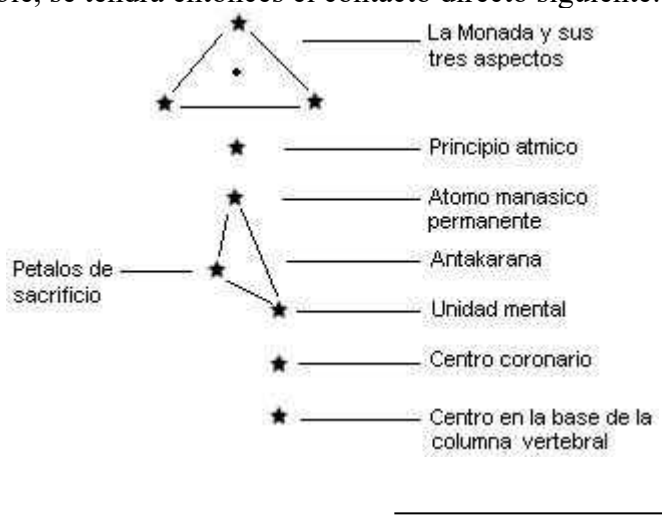 se tendrá entonces el contacto directo siguiente:
La Monada y sus
tres aspectos
Principio atmico
Atomo manasico
permanente
Antakarana
Petalos de
sacrificio
Unidad mental
Centro coronario
Centro en la base de la
columna vertebral